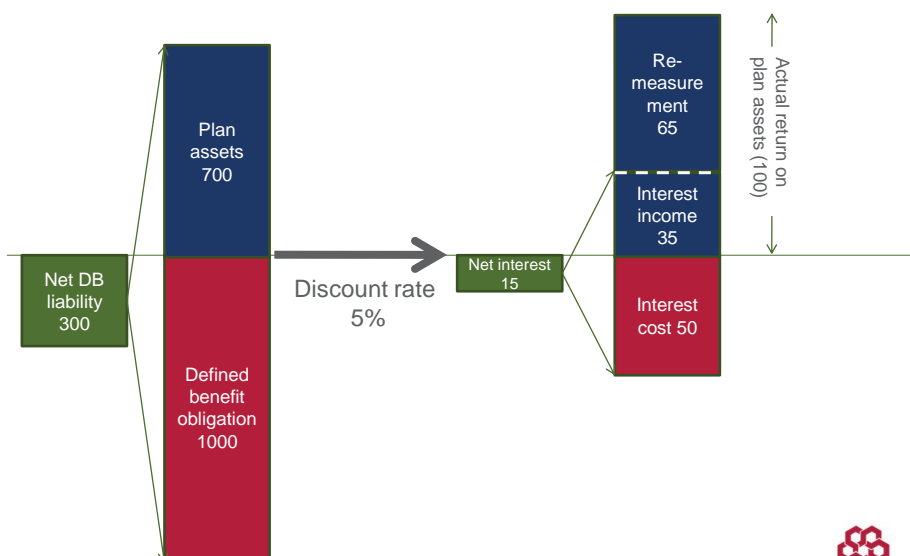 Net DB
liability
300
Plan
assets
700
Defined
benefit
obligation
1000
Discount rate
5%
Net interest
15
Re-
measure
ment
65
Interest
income
35
Interest
cost 50
Actual return on
plan assets (100)